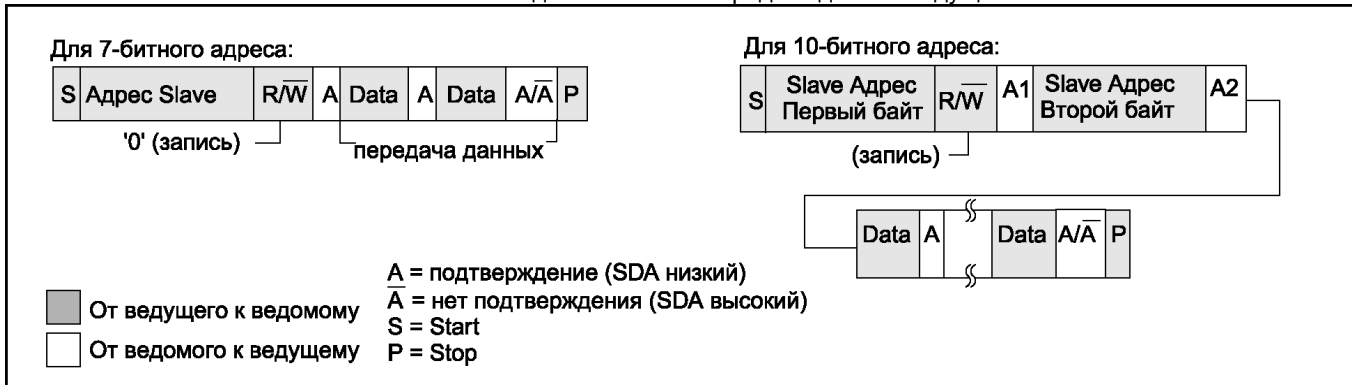 Для 7-битного адреса:
S Адрес Slave R/W̅ A Data A Data A/A̅ P
'0' (запись)
передача данных
Для 10-битного адреса:
S Slave Адрес Первый байт R/W̅ A1 Slave Адрес Второй байт A2
(запись)
Data A Data A/A̅ P
От ведущего к ведомому
От ведомого к ведущему
A = подтверждение (SDA низкий)
A̅ = нет подтверждения (SDA высокий)
S = Start
P = Stop